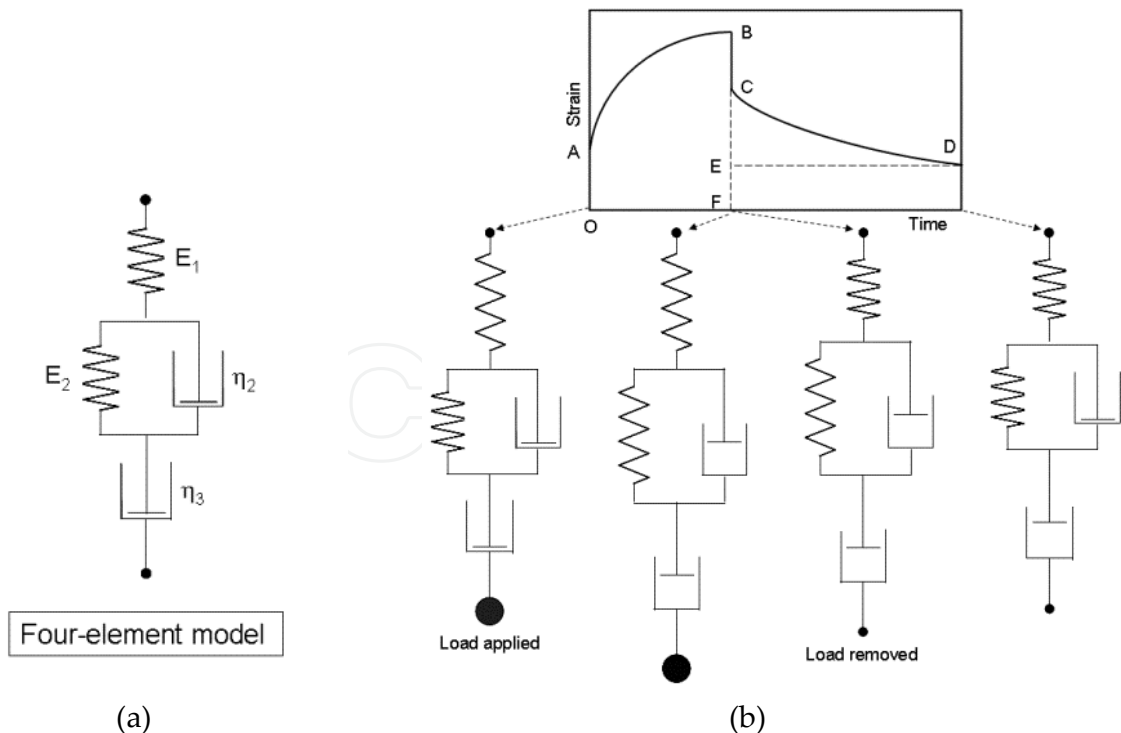 E₁
E₂
η₂
η₃
Four-element model
(a)
Strain
A
B
C
D
E
F
O
Time
Load applied
Load removed
(b)